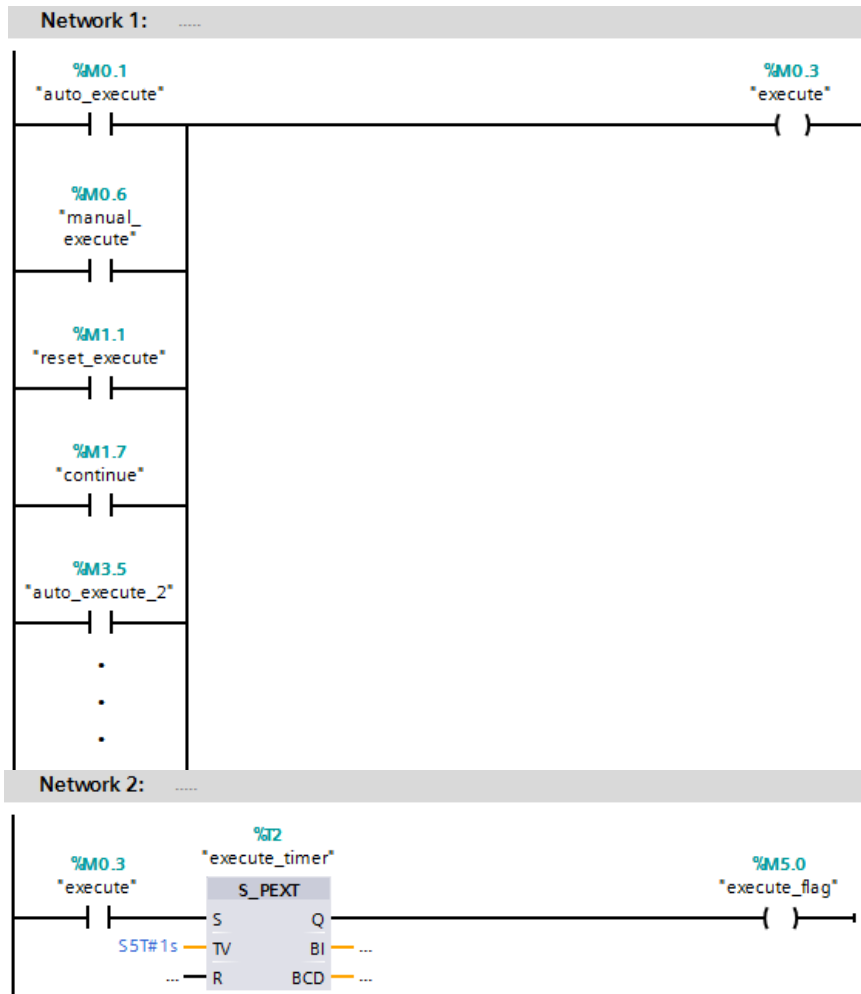 Network 1: .....
%M0.1
"auto_execute"
%M0.3
"execute"
%M0.6
"manual_
execute"
%M1.1
"reset_execute"
%M1.7
"continue"
%M3.5
"auto_execute_2"
Network 2: .....
%T2
"execute_timer"
%M0.3
"execute"
%M5.0
"execute_flag"
S_PEXT
S Q
S5T#1s TV BI ...
... R BCD ...